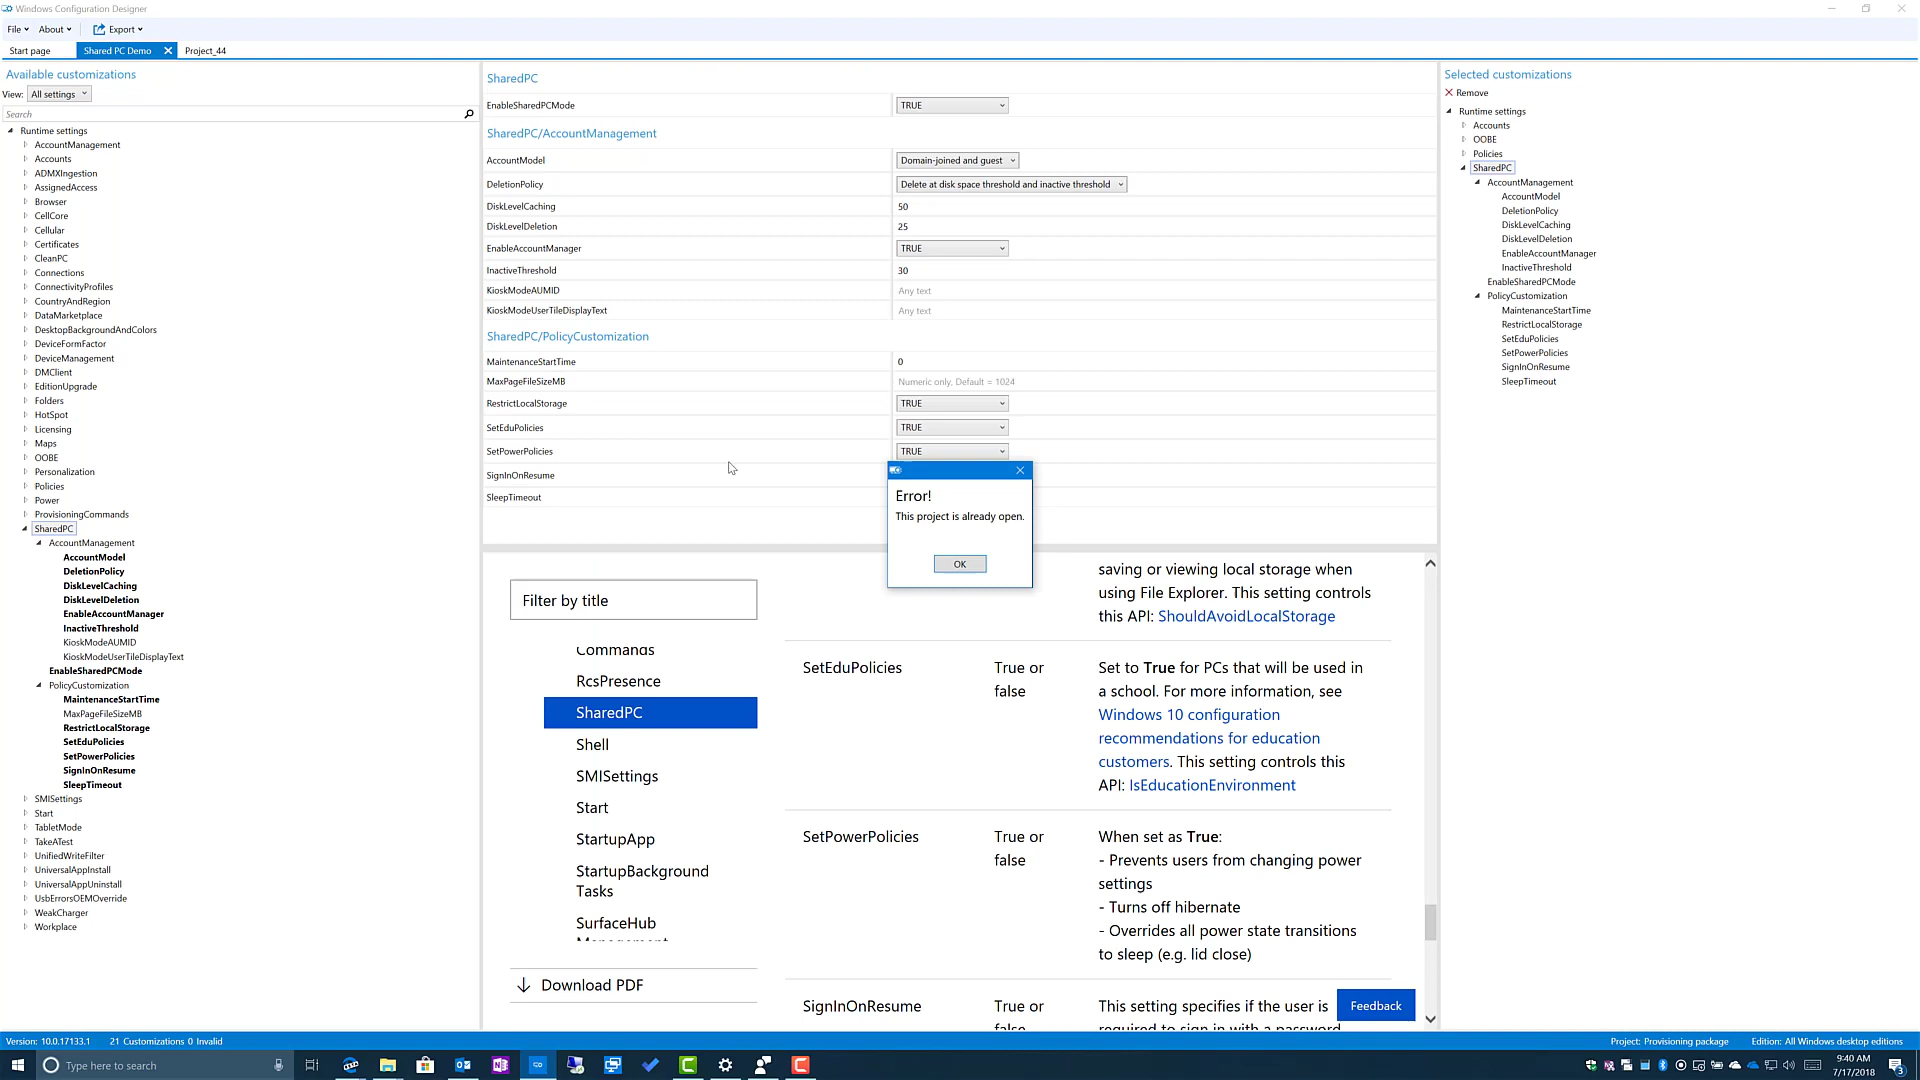 Windows Configuration Designer
File
About
Export
Start page
Shared PC Demo
Project_44
Available customizations
View: All settings
Search
Runtime settings
AccountManagement
Accounts
ADMXIngestion
AssignedAccess
Browser
CellCore
Cellular
Certificates
CleanPC
Connections
ConnectivityProfiles
CountryAndRegion
DataMarketplace
DesktopBackgroundAndColors
DeviceFormFactor
DeviceManagement
DMClient
EditionUpgrade
Folders
HotSpot
Licensing
Maps
OOBE
Personalization
Policies
Power
ProvisioningCommands
SharedPC
AccountManagement
AccountModel
DeletionPolicy
DiskLevelCaching
DiskLevelDeletion
EnableAccountManager
InactiveThreshold
KioskModeAUMID
KioskModeUserTileDisplayText
EnableSharedPCMode
PolicyCustomization
MaintenanceStartTime
MaxPageFileSizeMB
RestrictLocalStorage
SetEduPolicies
SetPowerPolicies
SignInOnResume
SleepTimeout
SMISettings
Start
TabletMode
TakeATest
UnifiedWriteFilter
UniversalAppInstall
UniversalAppUninstall
UsbErrorsOEMOverride
WeakCharger
Workplace
SharedPC
EnableSharedPCMode TRUE
SharedPC/AccountManagement
AccountModel Domain-joined and guest
DeletionPolicy Delete at disk space threshold and inactive threshold
DiskLevelCaching 50
DiskLevelDeletion 25
EnableAccountManager TRUE
InactiveThreshold 30
KioskModeAUMID Any text
KioskModeUserTileDisplayText Any text
SharedPC/PolicyCustomization
MaintenanceStartTime 0
MaxPageFileSizeMB Numeric only, Default = 1024
RestrictLocalStorage TRUE
SetEduPolicies TRUE
SetPowerPolicies TRUE
SignInOnResume
SleepTimeout
Error!
This project is already open.
OK
Filter by title
Commands
RcsPresence
SharedPC
Shell
SMISettings
Start
StartupApp
StartupBackground
Tasks
SurfaceHub
Download PDF
saving or viewing local storage when
using File Explorer. This setting controls
this API: ShouldAvoidLocalStorage
SetEduPolicies
True or
false
Set to True for PCs that will be used in
a school. For more information, see
Windows 10 configuration
recommendations for education
customers. This setting controls this
API: IsEducationEnvironment
SetPowerPolicies
True or
false
When set as True:
- Prevents users from changing power
settings
- Turns off hibernate
- Overrides all power state transitions
to sleep (e.g. lid close)
SignInOnResume
True or
false
This setting specifies if the user is
required to sign in with a password
Feedback
Selected customizations
Remove
Runtime settings
Accounts
OOBE
Policies
SharedPC
AccountManagement
AccountModel
DeletionPolicy
DiskLevelCaching
DiskLevelDeletion
EnableAccountManager
InactiveThreshold
EnableSharedPCMode
PolicyCustomization
MaintenanceStartTime
RestrictLocalStorage
SetEduPolicies
SetPowerPolicies
SignInOnResume
SleepTimeout
Version: 10.0.17133.1 21 Customizations 0 Invalid
Project: Provisioning package Edition: All Windows desktop editions
Type here to search
9:40 AM
7/17/2018
3